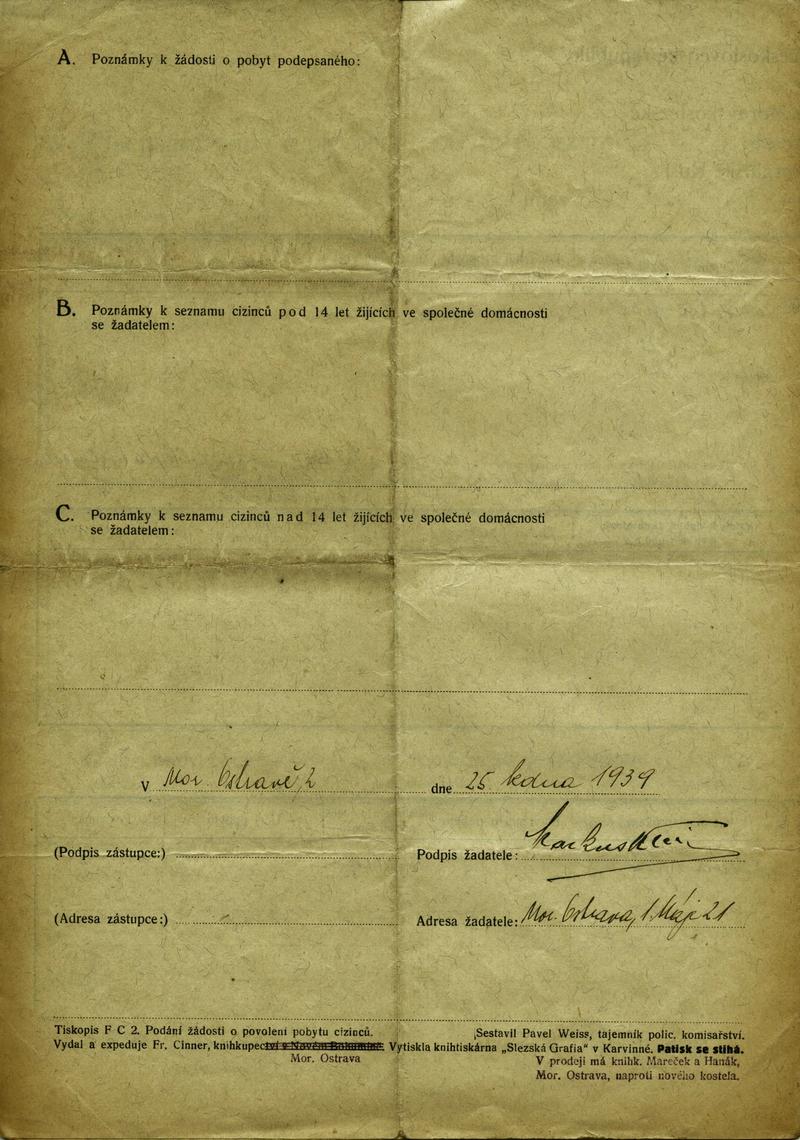 A. Poznámky k žádosti o pobyt podepsaného:
B. Poznámky k seznamu cizinců pod 14 let žijících ve společné domácnosti
se žadatelem:
C. Poznámky k seznamu cizinců nad 14 let žijících ve společné domácnosti
se žadatelem:
V Mor. Ostravě, 2 dne 25. ledna 1939
(Podpis zástupce:) Podpis žadatele: Markus
(Adresa zástupce:) Adresa žadatele: Mor. Ostrava, 1. Máje 21
Tiskopis F C 2. Podání žádosti o povolení pobytu cizinců. Sestavil Pavel Weiss, tajemník polic. komisařství.
Vydal a expeduje Fr. Cinner, knihkupec Vytiskla knihtiskárna „Slezská Grafia“ v Karvinné. Patisk se stíhá.
Mor. Ostrava V prodeji má knihk. Mareček a Hanák,
Mor. Ostrava, naproti nového kostela.